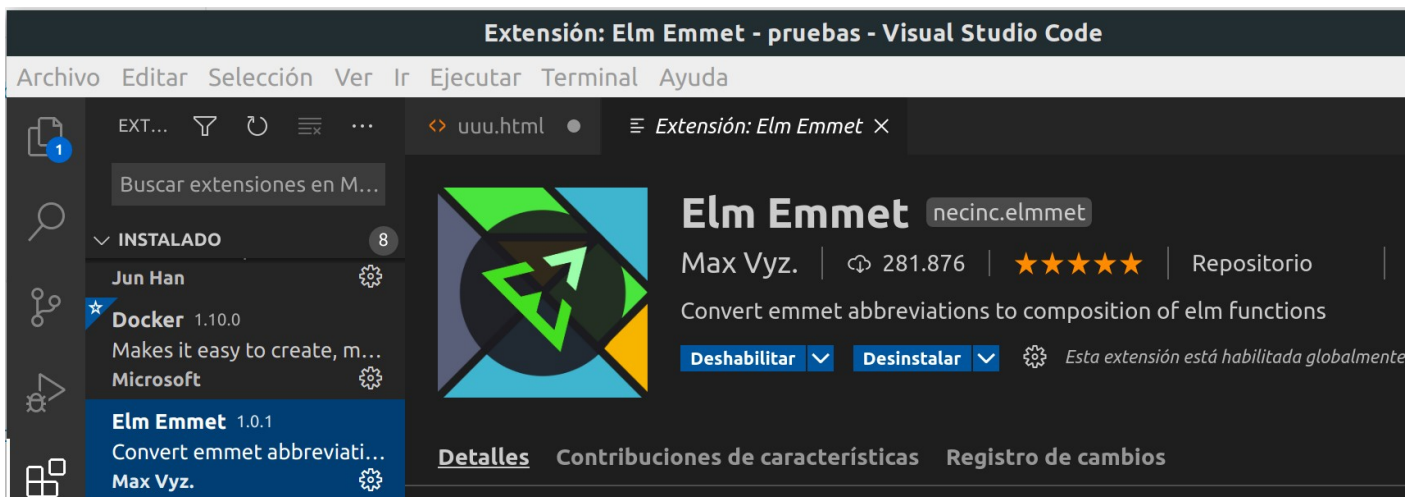 Extensión: Elm Emmet - pruebas - Visual Studio Code
Archivo Editar Selección Ver Ir Ejecutar Terminal Ayuda
EXT...
uuu.html
Extensión: Elm Emmet
1
Buscar extensiones en M...
INSTALADO 8
Jun Han
Docker 1.10.0
Makes it easy to create, m...
Microsoft
Elm Emmet 1.0.1
Convert emmet abbreviati...
Max Vyz.
Elm Emmet necinc.elmmet
Max Vyz. 281.876 Repositorio
Convert emmet abbreviations to composition of elm functions
Deshabilitar Desinstalar Esta extensión está habilitada globalmente
Detalles Contribuciones de características Registro de cambios